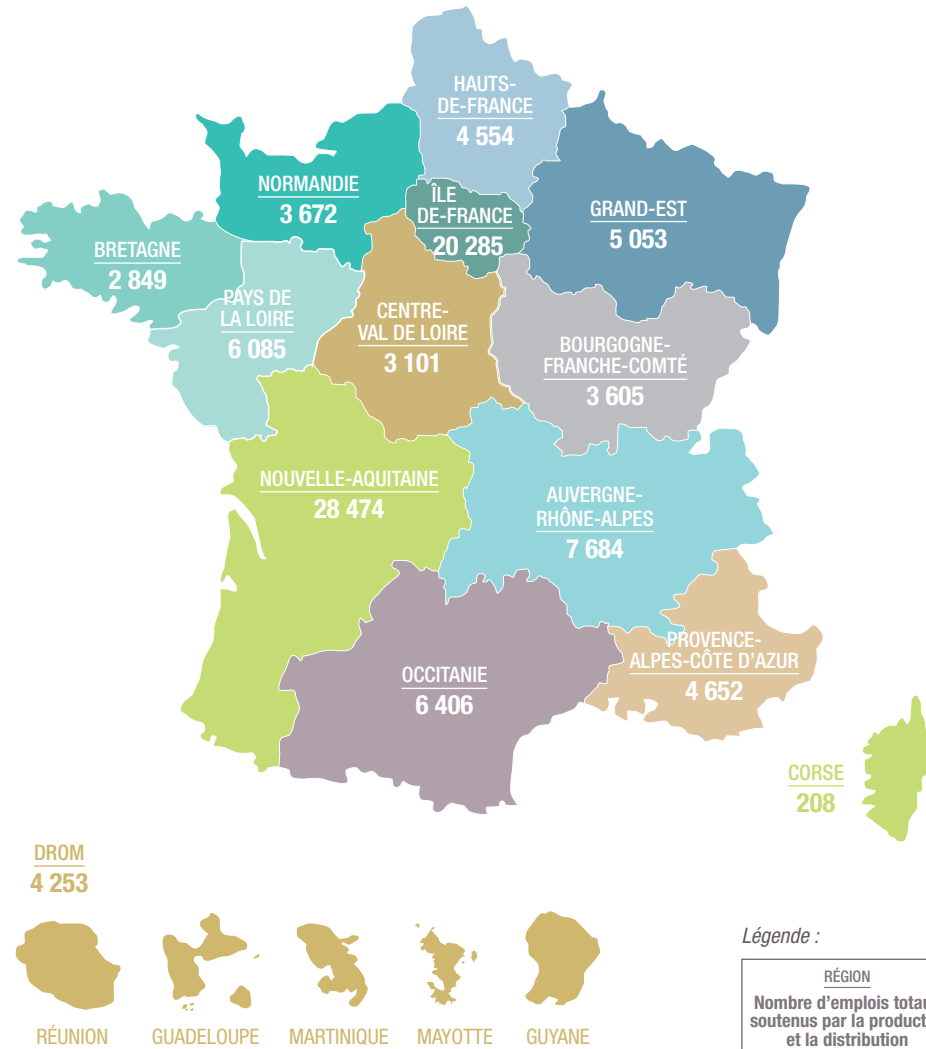 HAUTS-
DE-FRANCE
4 554
NORMANDIE
3 672
ÎLE
DE-FRANCE
20 285
GRAND-EST
5 053
BRETAGNE
2 849
PAYS DE
LA LOIRE
6 085
CENTRE-
VAL DE LOIRE
3 101
BOURGOGNE-
FRANCHE-COMTÉ
3 605
NOUVELLE-AQUITAINE
28 474
AUVERGNE-
RHÔNE-ALPES
7 684
PROVENCE-
ALPES-CÔTE D’AZUR
4 652
OCCITANIE
6 406
CORSE
208
DROM
4 253
RÉUNION
GUADELOUPE
MARTINIQUE
MAYOTTE
GUYANE
Légende :
RÉGION
Nombre d’emplois
soutenus par la
et la distribution